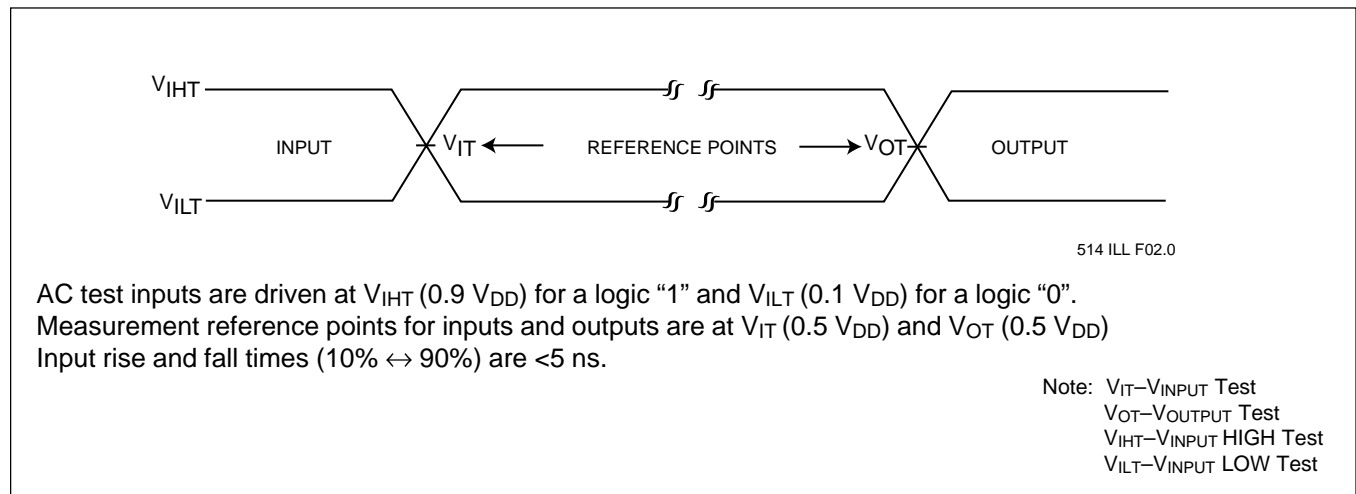 VIHT
INPUT VIT REFERENCE POINTS VOT OUTPUT
VILT
514 ILL F02.0
AC test inputs are driven at VIHT (0.9 VDD) for a logic “1” and VILT (0.1 VDD) for a logic “0”.
Measurement reference points for inputs and outputs are at VIT (0.5 VDD) and VOT (0.5 VDD)
Input rise and fall times (10% ↔ 90%) are <5 ns.
Note: VIT–VINPUT Test
VOT–VOUTPUT Test
VIHT–VINPUT HIGH Test
VILT–VINPUT LOW Test